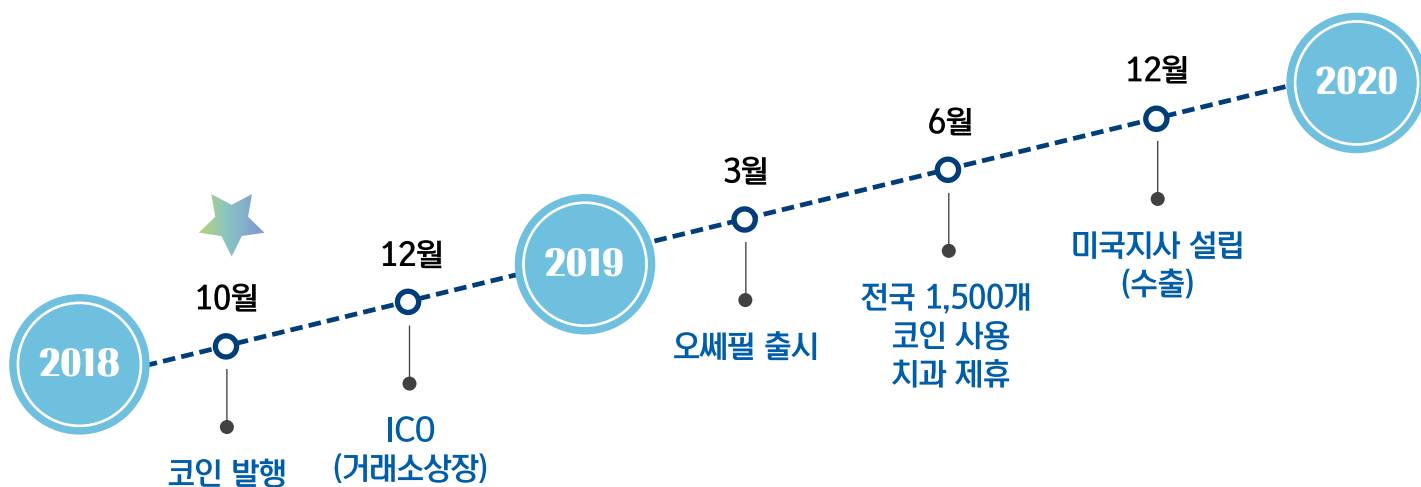 2018
10월
코인 발행
12월
ICO
(거래소상장)
2019
3월
오쎄필 출시
6월
전국 1,500개
코인 사용
치과 제휴
12월
미국지사 설립
(수출)
2020